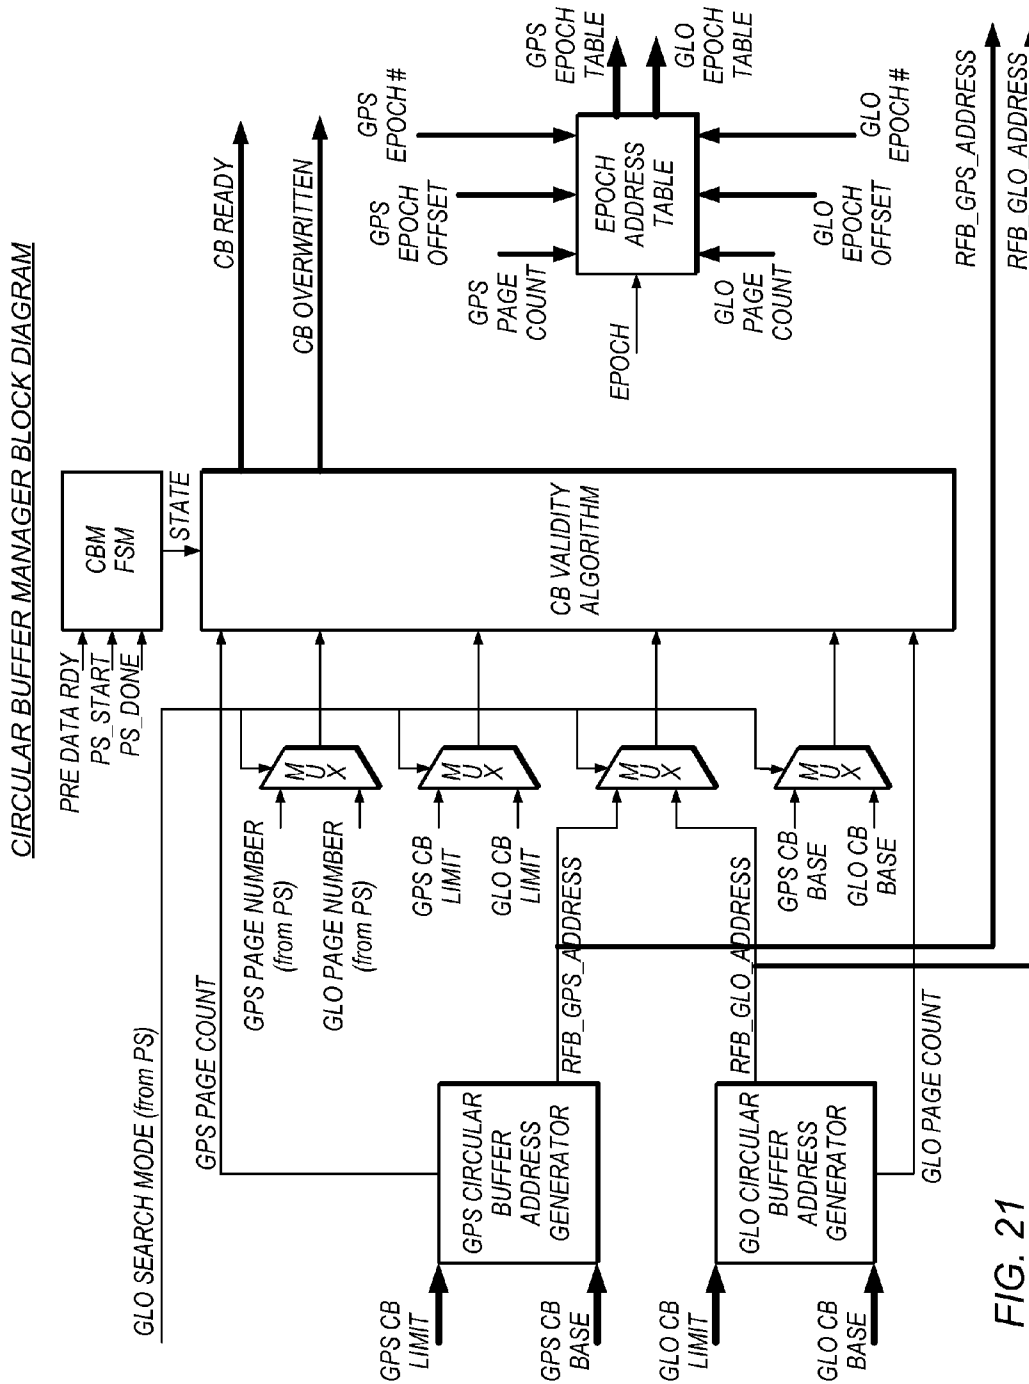 CIRCULAR BUFFER MANAGER BLOCK DIAGRAM
PRE DATA RDY
PS_START
PS_DONE
CBM
FSM
STATE
CB READY
CB OVERWRITTEN
GLO SEARCH MODE (from PS)
GPS PAGE COUNT
GPS PAGE NUMBER
(from PS)
GLO PAGE NUMBER
(from PS)
MUX
GPS CB
LIMIT
GLO CB
LIMIT
MUX
MUX
GPS CB
BASE
GLO CB
BASE
MUX
CB VALIDITY
ALGORITHM
GPS CB
LIMIT
GPS CB
BASE
GPS CIRCULAR
BUFFER
ADDRESS
GENERATOR
RFB_GPS_ADDRESS
GLO CB
LIMIT
GLO CB
BASE
GLO CIRCULAR
BUFFER
ADDRESS
GENERATOR
RFB_GLO_ADDRESS
GLO PAGE COUNT
EPOCH
GPS
PAGE
COUNT
GPS
EPOCH
OFFSET
GPS
EPOCH#
EPOCH
ADDRESS
TABLE
GLO
PAGE
COUNT
GLO
EPOCH
OFFSET
GLO
EPOCH#
GPS
EPOCH
TABLE
GLO
EPOCH
TABLE
RFB_GPS_ADDRESS
RFB_GLO_ADDRESS
FIG. 21